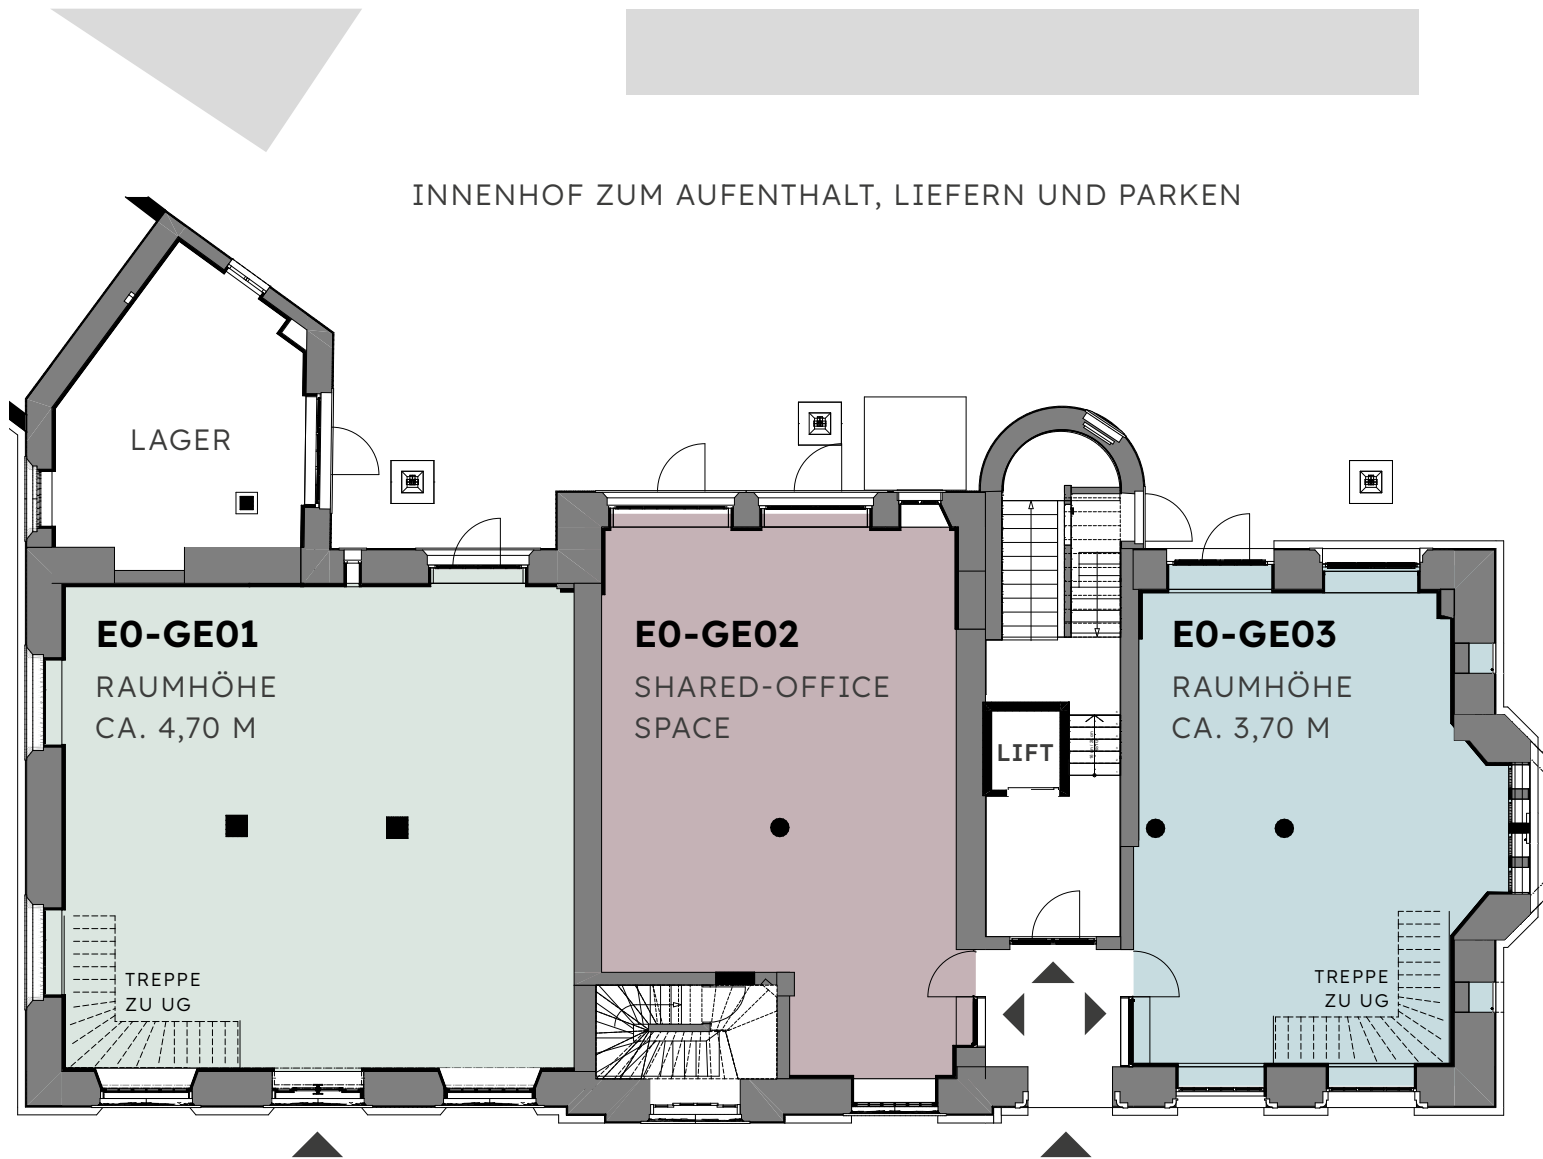 INNENHOF ZUM AUFENTHALT, LIEFERN UND PARKEN
LAGER
E0-GE01
RAUMHÖHE
CA. 4,70 M
E0-GE02
SHARED-OFFICE
SPACE
E0-GE03
RAUMHÖHE
CA. 3,70 M
LIFT
TREPPE
ZU UG
TREPPE
ZU UG